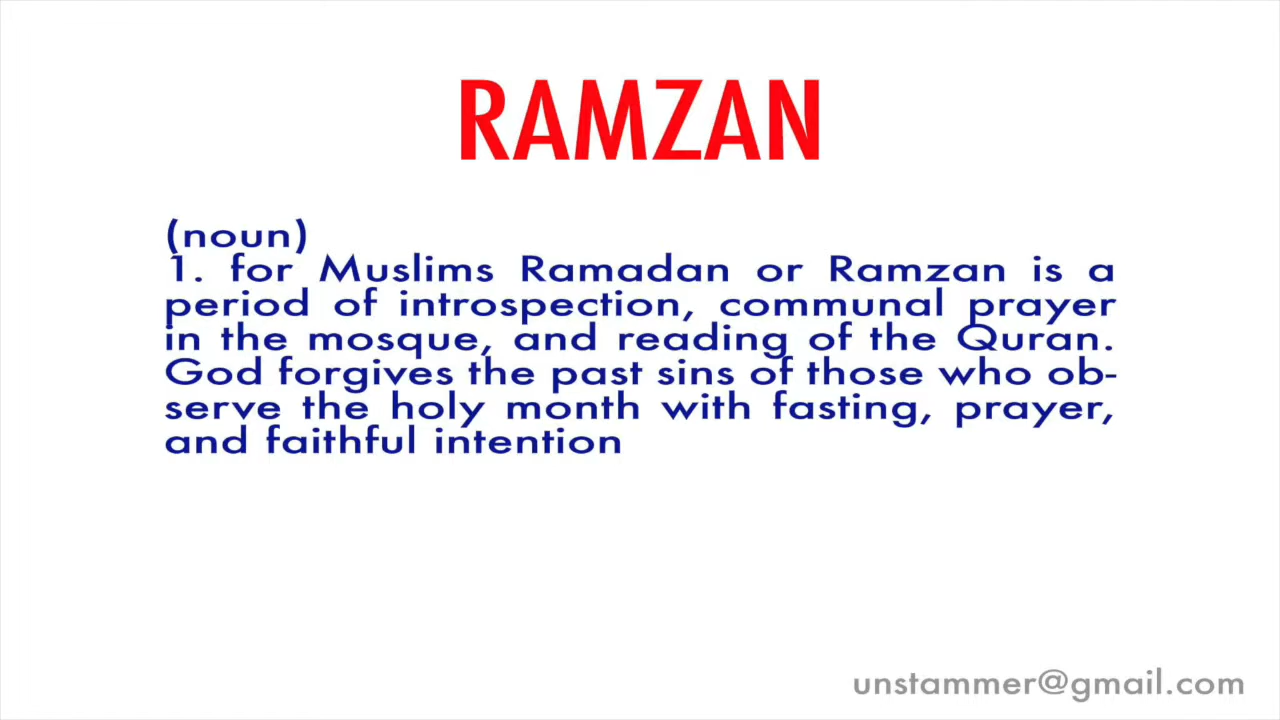 RAMZAN
(noun)
1. for Muslims Ramadan or Ramzan is a
period of introspection, communal prayer
in the mosque, and reading of the Quran.
God forgives the past sins of those who ob-
serve the holy month with fasting, prayer,
and faithful intention
unstammer@gmail.com